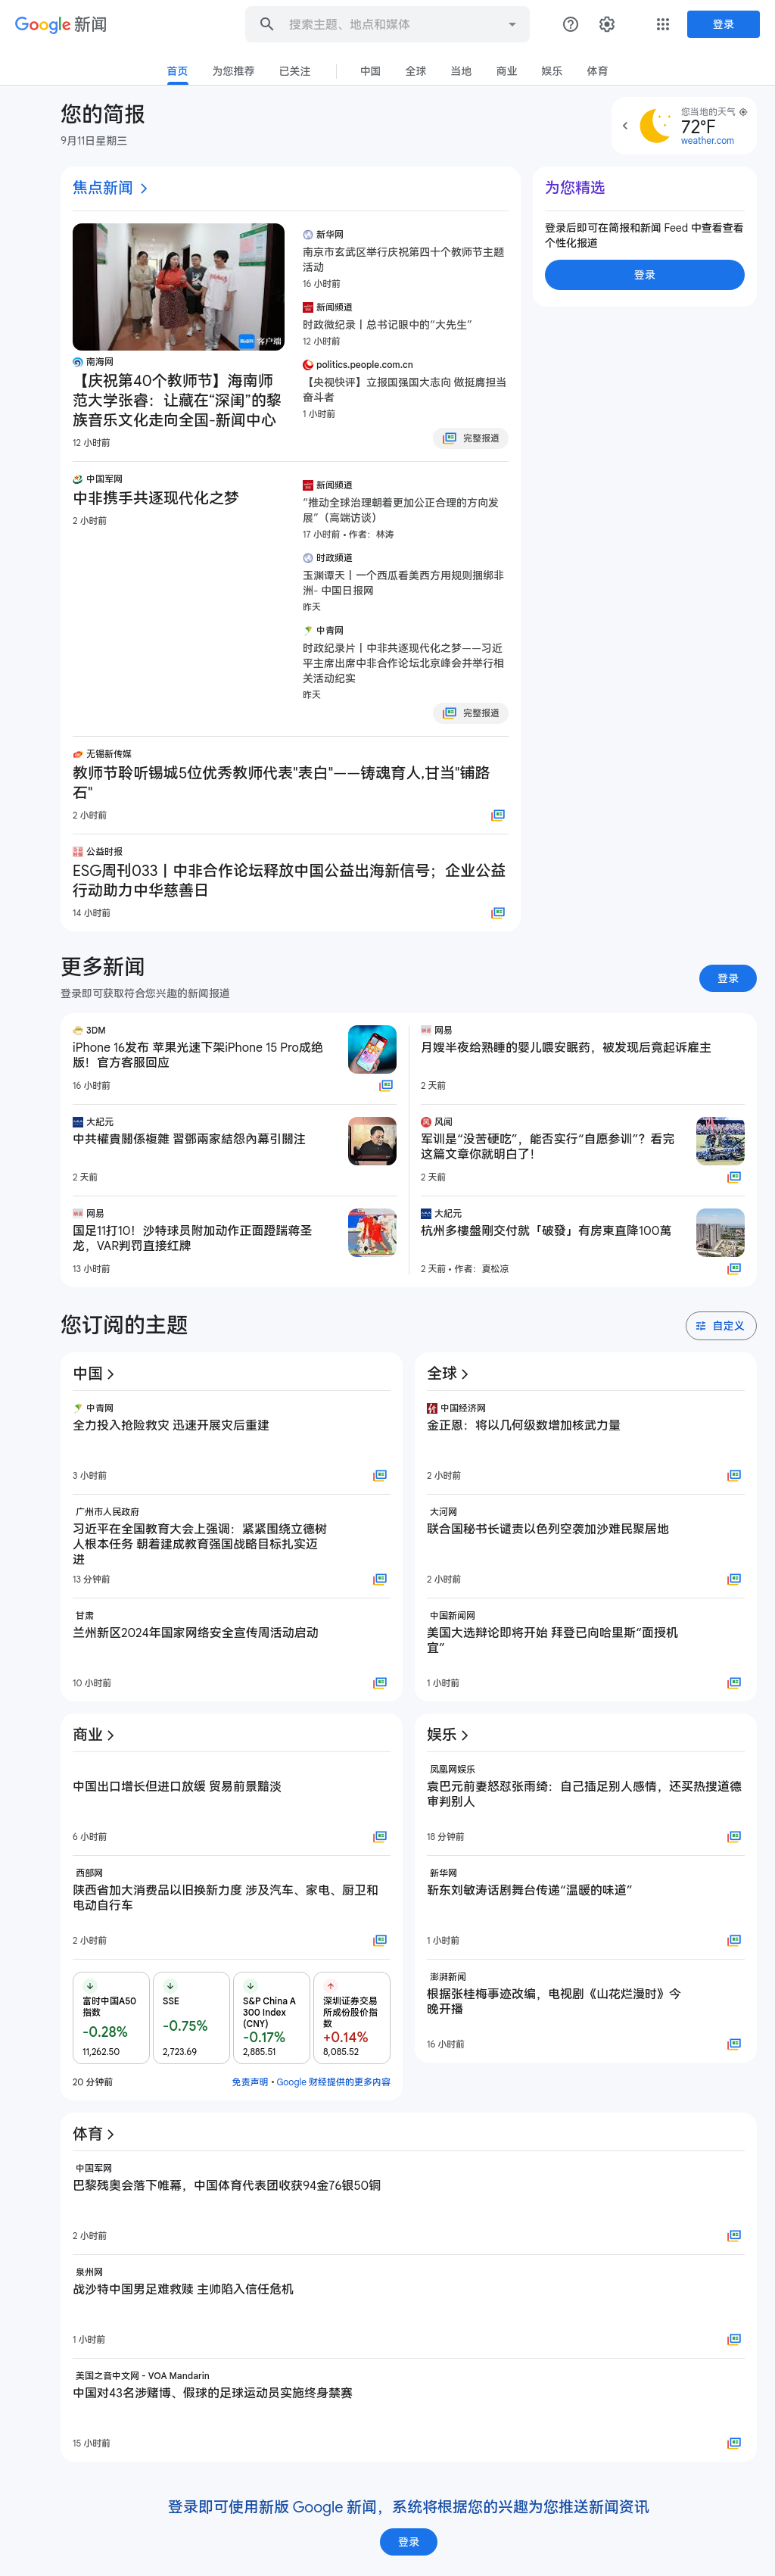 Google 新闻
搜索主题、地点和媒体
登录
首页
为您推荐
已关注
中国
全球
当地
商业
娱乐
体育
您的简报
9月11日星期三
您当地的天气
72°F
weather.com
焦点新闻
客户端
南海网
【庆祝第40个教师节】海南师
范大学张睿：让藏在“深闺”的黎
族音乐文化走向全国-新闻中心
12 小时前
新华网
南京市玄武区举行庆祝第四十个教师节主题
活动
16 小时前
新闻频道
时政微纪录丨总书记眼中的“大先生”
12 小时前
politics.people.com.cn
【央视快评】立报国强国大志向 做挺膺担当
奋斗者
1 小时前
完整报道
中国军网
中非携手共逐现代化之梦
2 小时前
新闻频道
“推动全球治理朝着更加公正合理的方向发
展”（高端访谈）
17 小时前 • 作者：林涛
时政频道
玉渊谭天丨一个西瓜看美西方用规则捆绑非
洲- 中国日报网
昨天
中青网
时政纪录片丨中非共逐现代化之梦——习近
平主席出席中非合作论坛北京峰会并举行相
关活动纪实
昨天
完整报道
无锡新传媒
教师节聆听锡城5位优秀教师代表"表白"——铸魂育人,甘当"铺路
石"
2 小时前
公益时报
ESG周刊033丨中非合作论坛释放中国公益出海新信号；企业公益
行动助力中华慈善日
14 小时前
为您精选
登录后即可在简报和新闻 Feed 中查看查看
个性化报道
登录
更多新闻
登录即可获取符合您兴趣的新闻报道
登录
3DM
iPhone 16发布 苹果光速下架iPhone 15 Pro成绝
版！官方客服回应
16 小时前
大紀元
中共權貴關係複雜 習鄧兩家結怨內幕引關注
2 天前
网易
国足11打10！沙特球员附加动作正面蹬踹蒋圣
龙，VAR判罚直接红牌
13 小时前
网易
月嫂半夜给熟睡的婴儿喂安眠药，被发现后竟起诉雇主
2 天前
风闻
军训是“没苦硬吃”，能否实行“自愿参训”？看完
这篇文章你就明白了！
2 天前
大紀元
杭州多樓盤剛交付就「破發」有房東直降100萬
2 天前 • 作者：夏松凉
您订阅的主题
自定义
中国
中青网
全力投入抢险救灾 迅速开展灾后重建
3 小时前
广州市人民政府
习近平在全国教育大会上强调：紧紧围绕立德树
人根本任务 朝着建成教育强国战略目标扎实迈
进
13 分钟前
甘肃
兰州新区2024年国家网络安全宣传周活动启动
10 小时前
全球
中国经济网
金正恩：将以几何级数增加核武力量
2 小时前
大河网
联合国秘书长谴责以色列空袭加沙难民聚居地
2 小时前
中国新闻网
美国大选辩论即将开始 拜登已向哈里斯“面授机
宜”
1 小时前
商业
中国出口增长但进口放缓 贸易前景黯淡
6 小时前
西部网
陕西省加大消费品以旧换新力度 涉及汽车、家电、厨卫和
电动自行车
2 小时前
富时中国A50
指数
-0.28%
11,262.50
SSE
-0.75%
2,723.69
S&P China A
300 Index
(CNY)
-0.17%
2,885.51
深圳证券交易
所成份股价指
数
+0.14%
8,085.52
20 分钟前
免责声明 • Google 财经提供的更多内容
娱乐
凤凰网娱乐
袁巴元前妻怒怼张雨绮：自己插足别人感情，还买热搜道德
审判别人
18 分钟前
新华网
靳东刘敏涛话剧舞台传递“温暖的味道”
1 小时前
澎湃新闻
根据张桂梅事迹改编，电视剧《山花烂漫时》今
晚开播
16 小时前
体育
中国军网
巴黎残奥会落下帷幕，中国体育代表团收获94金76银50铜
2 小时前
泉州网
战沙特中国男足难救赎 主帅陷入信任危机
1 小时前
美国之音中文网 - VOA Mandarin
中国对43名涉赌博、假球的足球运动员实施终身禁赛
15 小时前
登录即可使用新版 Google 新闻，系统将根据您的兴趣为您推送新闻资讯
登录